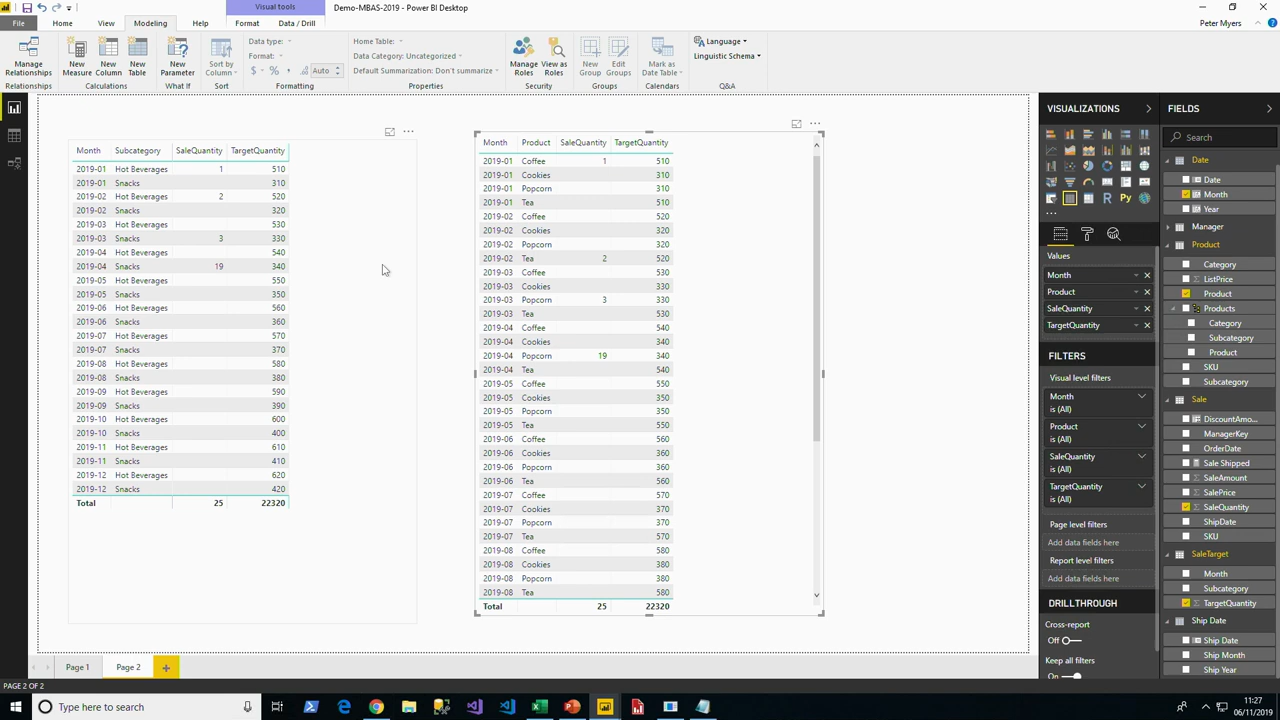 Visual tools
Demo-MBAS-2019 - Power BI Desktop
File Home View Modeling Help Format Data / Drill
Peter Myers
Manage Relationships
Relationships
New Measure
New Column
New Table
Calculations
New Parameter
What If
Sort by Column
Sort
Data type:
Format:
$ % , Auto
Formatting
Home Table:
Data Category: Uncategorized
Default Summarization: Don't summarize
Properties
Manage Roles
View as Roles
Security
New Group
Edit Groups
Groups
Mark as Date Table
Calendars
Language
Linguistic Schema
Q&A
Month Subcategory SaleQuantity TargetQuantity
2019-01 Hot Beverages 1 510
2019-01 Snacks 310
2019-02 Hot Beverages 2 520
2019-02 Snacks 320
2019-03 Hot Beverages 530
2019-03 Snacks 3 330
2019-04 Hot Beverages 540
2019-04 Snacks 19 340
2019-05 Hot Beverages 550
2019-05 Snacks 350
2019-06 Hot Beverages 560
2019-06 Snacks 360
2019-07 Hot Beverages 570
2019-07 Snacks 370
2019-08 Hot Beverages 580
2019-08 Snacks 380
2019-09 Hot Beverages 590
2019-09 Snacks 390
2019-10 Hot Beverages 600
2019-10 Snacks 400
2019-11 Hot Beverages 610
2019-11 Snacks 410
2019-12 Hot Beverages 620
2019-12 Snacks 420
Total 25 22320
Month Product SaleQuantity TargetQuantity
2019-01 Coffee 1 510
2019-01 Cookies 310
2019-01 Popcorn 310
2019-01 Tea 510
2019-02 Coffee 520
2019-02 Cookies 320
2019-02 Popcorn 320
2019-02 Tea 2 520
2019-03 Coffee 530
2019-03 Cookies 330
2019-03 Popcorn 3 330
2019-03 Tea 530
2019-04 Coffee 540
2019-04 Cookies 340
2019-04 Popcorn 19 340
2019-04 Tea 540
2019-05 Coffee 550
2019-05 Cookies 350
2019-05 Popcorn 350
2019-05 Tea 550
2019-06 Coffee 560
2019-06 Cookies 360
2019-06 Popcorn 360
2019-06 Tea 560
2019-07 Coffee 570
2019-07 Cookies 370
2019-07 Popcorn 370
2019-07 Tea 570
2019-08 Coffee 580
2019-08 Cookies 380
2019-08 Popcorn 380
2019-08 Tea 580
Total 25 22320
VISUALIZATIONS
R Py
Values
Month
Product
SaleQuantity
TargetQuantity
FILTERS
Visual level filters
Month
is (All)
Product
is (All)
SaleQuantity
is (All)
TargetQuantity
is (All)
Page level filters
Add data fields here
Report level filters
Add data fields here
DRILLTHROUGH
Cross-report
Off
Keep all filters
On
FIELDS
Search
Date
Date
Month
Year
Manager
Product
Category
ListPrice
Product
Products
Category
Subcategory
Product
SKU
Subcategory
Sale
DiscountAmo...
ManagerKey
OrderDate
Sale Shipped
SaleAmount
SalePrice
SaleQuantity
ShipDate
SKU
SaleTarget
Month
Subcategory
TargetQuantity
Ship Date
Ship Date
Ship Month
Ship Year
Page 1 Page 2
PAGE 2 OF 2
Type here to search
11:27
06/11/2019